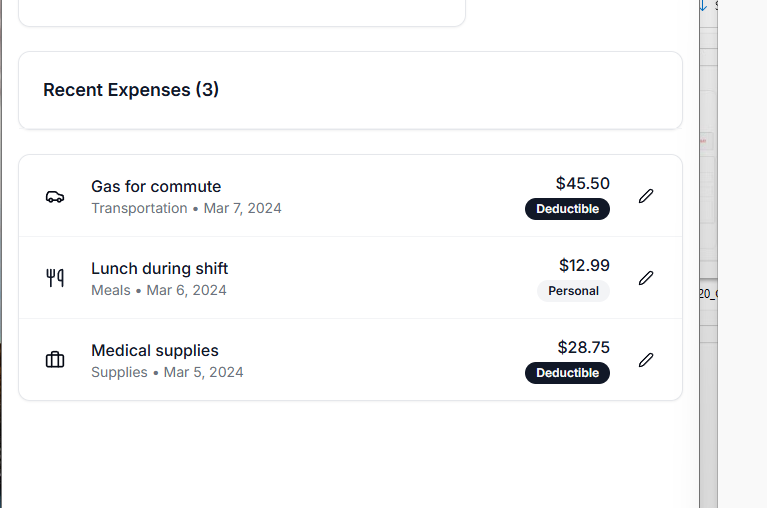 Recent Expenses (3)
Gas for commute
$45.50
Transportation • Mar 7, 2024
Deductible
Lunch during shift
$12.99
Meals • Mar 6, 2024
Personal
Medical supplies
$28.75
Supplies • Mar 5, 2024
Deductible